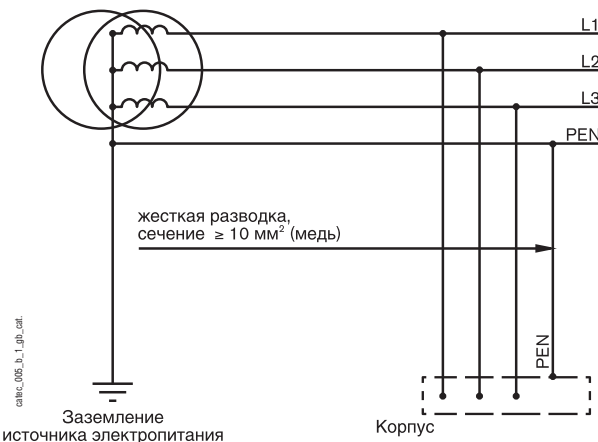 L1
L2
L3
PEN
жесткая разводка,
сечение ≥ 10 мм² (медь)
PEN
catec_005_b_1_gb_cat.
Заземление
источника электропитания
Корпус